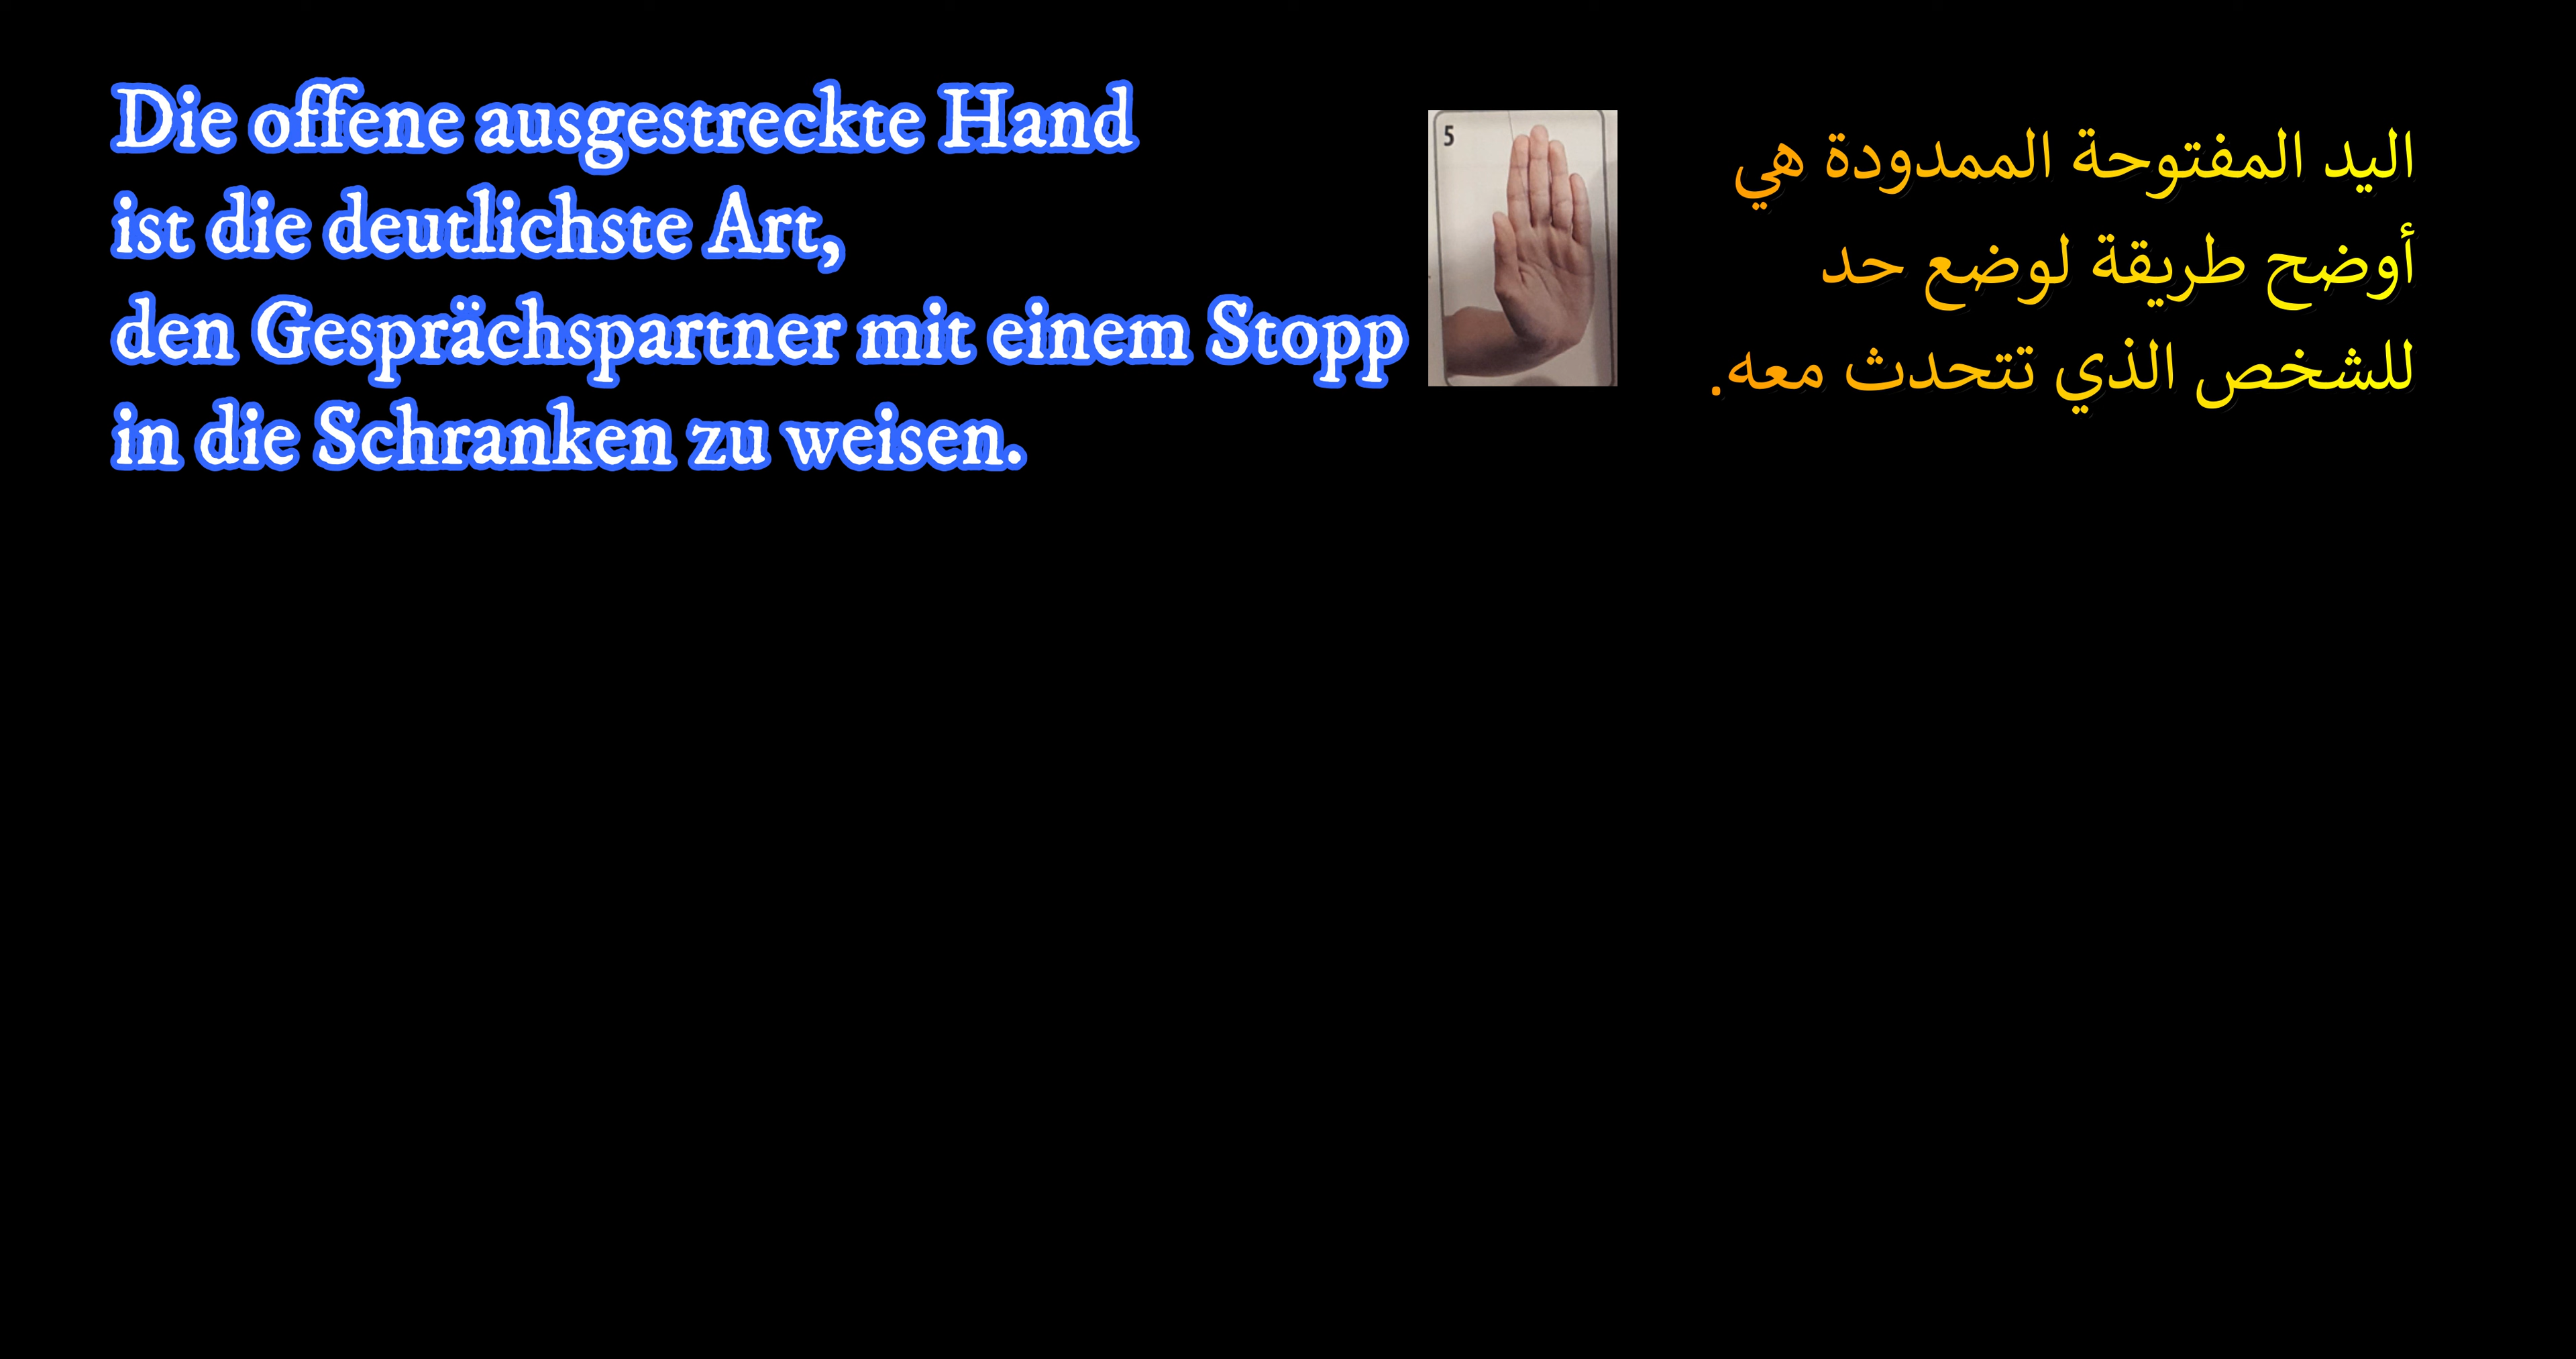 Die offene ausgestreckte Hand
ist die deutlichste Art,
den Gesprächspartner mit einem Stopp
in die Schranken zu weisen.
5
اليد المفتوحة الممدودة هي
أوضح طريقة لوضع حد
للشخص الذي تتحدث معه.